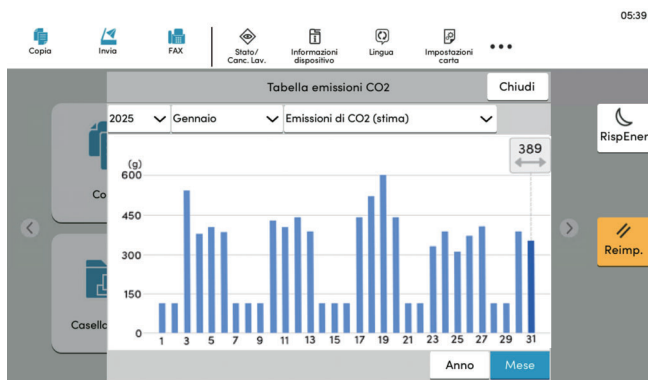 05:39
Copia
Invia
FAX
Stato/
Canc. Lav.
Informazioni
dispositivo
Lingua
Impostazioni
carta
Tabella emissioni CO2
Chiudi
2025
Gennaio
Emissioni di CO2 (stima)
RispEner
389
(g)
600
450
300
150
0
1 3 5 7 9 11 13 15 17 19 21 23 25 27 29 31
Co
Reimp.
Casella
Anno
Mese